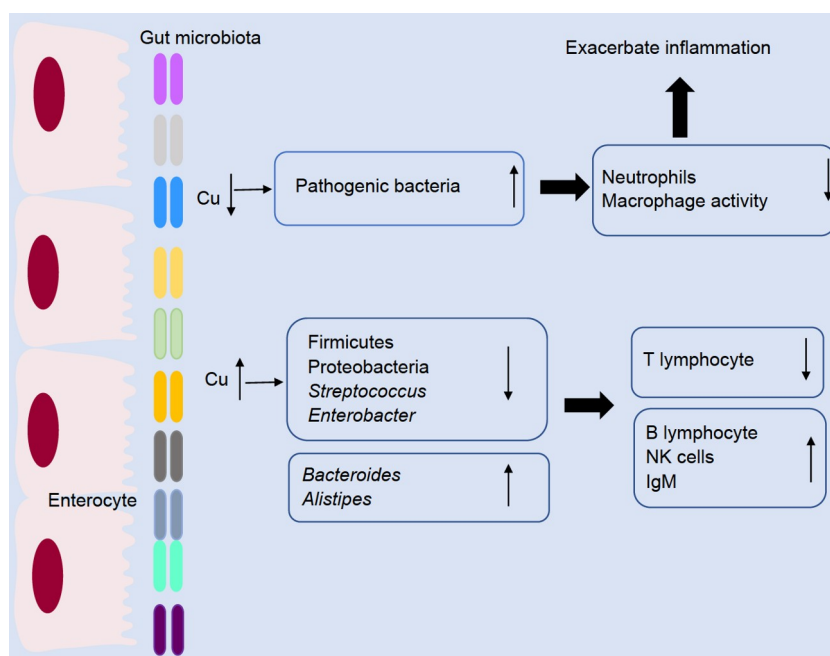 Gut microbiota
Exacerbate inflammation
Cu
Pathogenic bacteria
Neutrophils
Macrophage activity
Cu
Firmicutes
Proteobacteria
Streptococcus
Enterobacter
T lymphocyte
B lymphocyte
NK cells
IgM
Bacteroides
Alistipes
Enterocyte